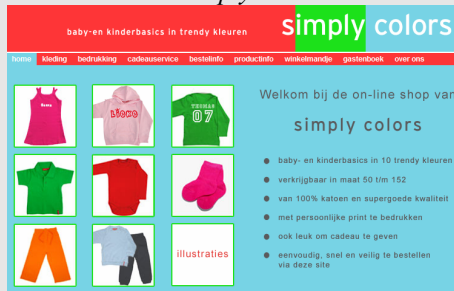 baby-en kinderbasics in trendy kleuren
simply colors
home kleding bedrukking cadeauservice bestelinfo productinfo winkelmandje gastenboek over ons
Welkom bij de on-line shop van
simply colors
baby- en kinderbasics in 10 trendy kleuren
verkrijgbaar in maat 50 t/m 152
van 100% katoen en supergoede kwaliteit
met persoonlijke print te bedrukken
ook leuk om cadeau te geven
eenvoudig, snel en veilig te bestellen
via deze site
THOMAS
07
illustraties